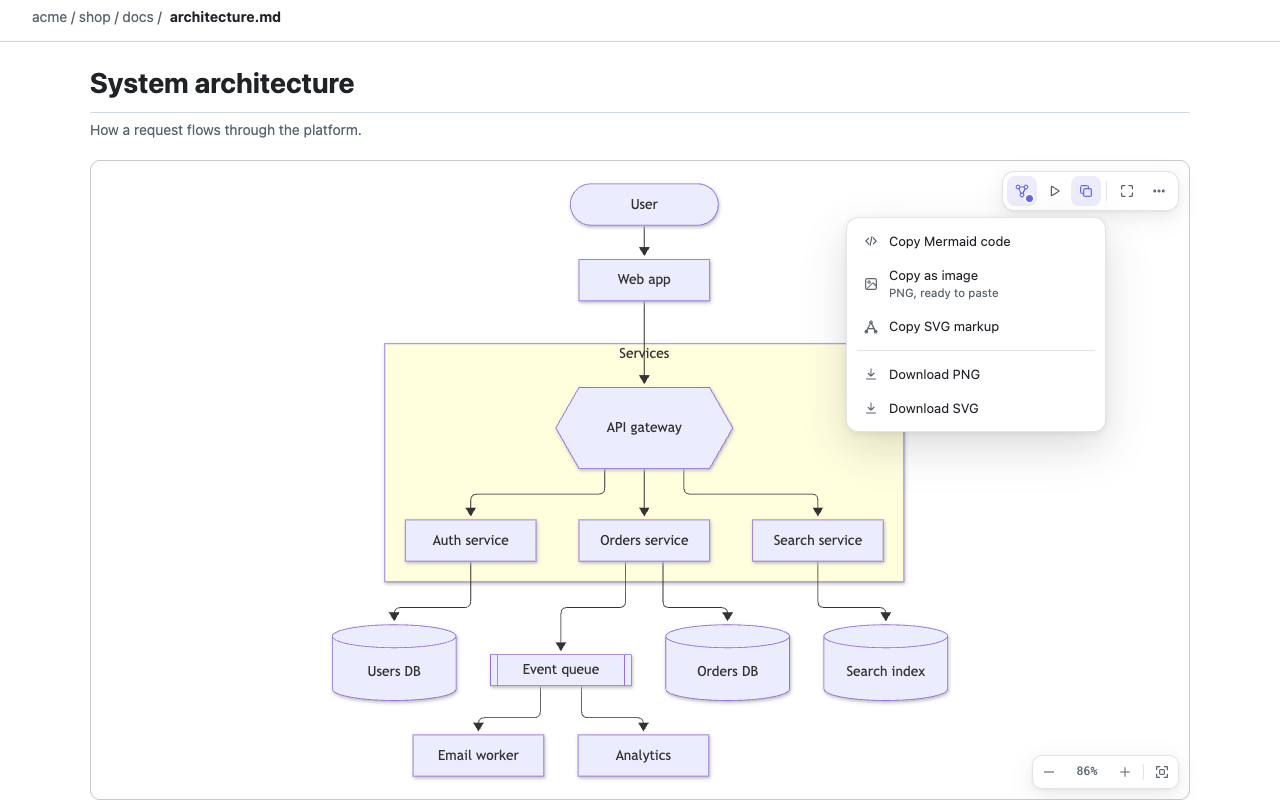 acme / shop / docs / architecture.md
System architecture
How a request flows through the platform.
User
Web app
Services
API gateway
Auth service
Orders service
Search service
Users DB
Event queue
Orders DB
Search index
Email worker
Analytics
Copy Mermaid code
Copy as image
PNG, ready to paste
Copy SVG markup
Download PNG
Download SVG
86%